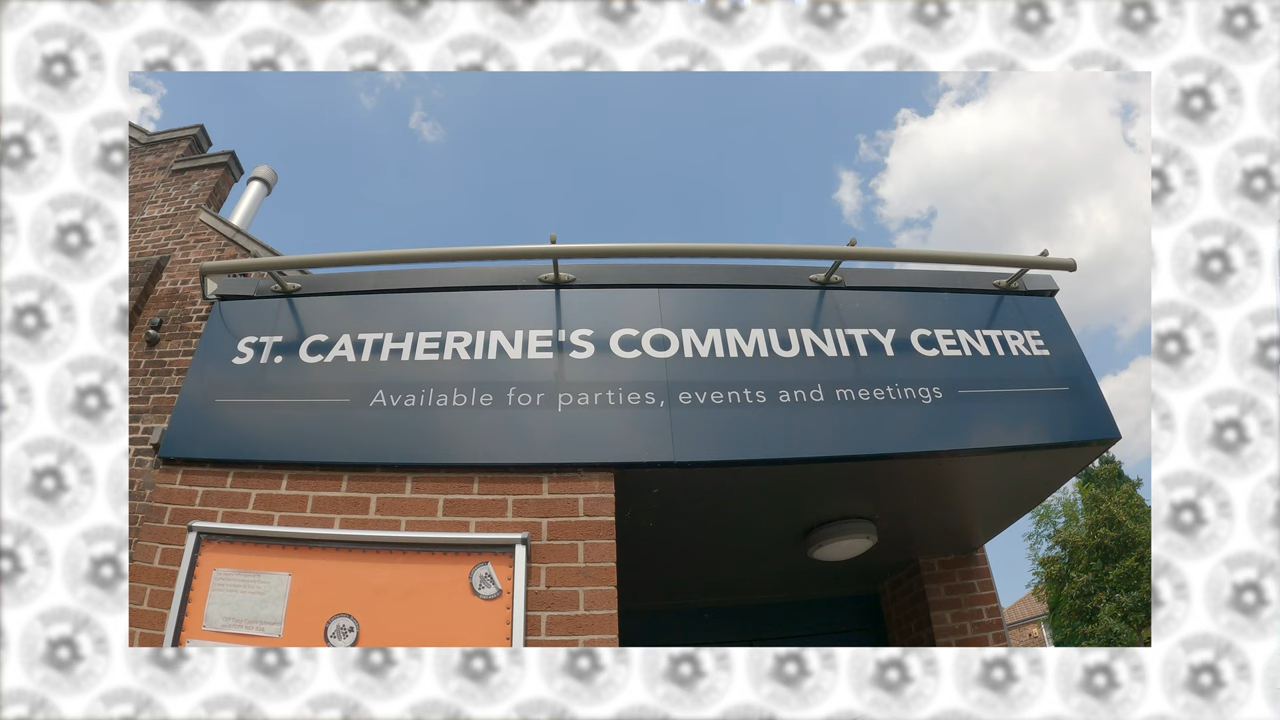 ST. CATHERINE'S COMMUNITY CENTRE
Available for parties, events and meetings